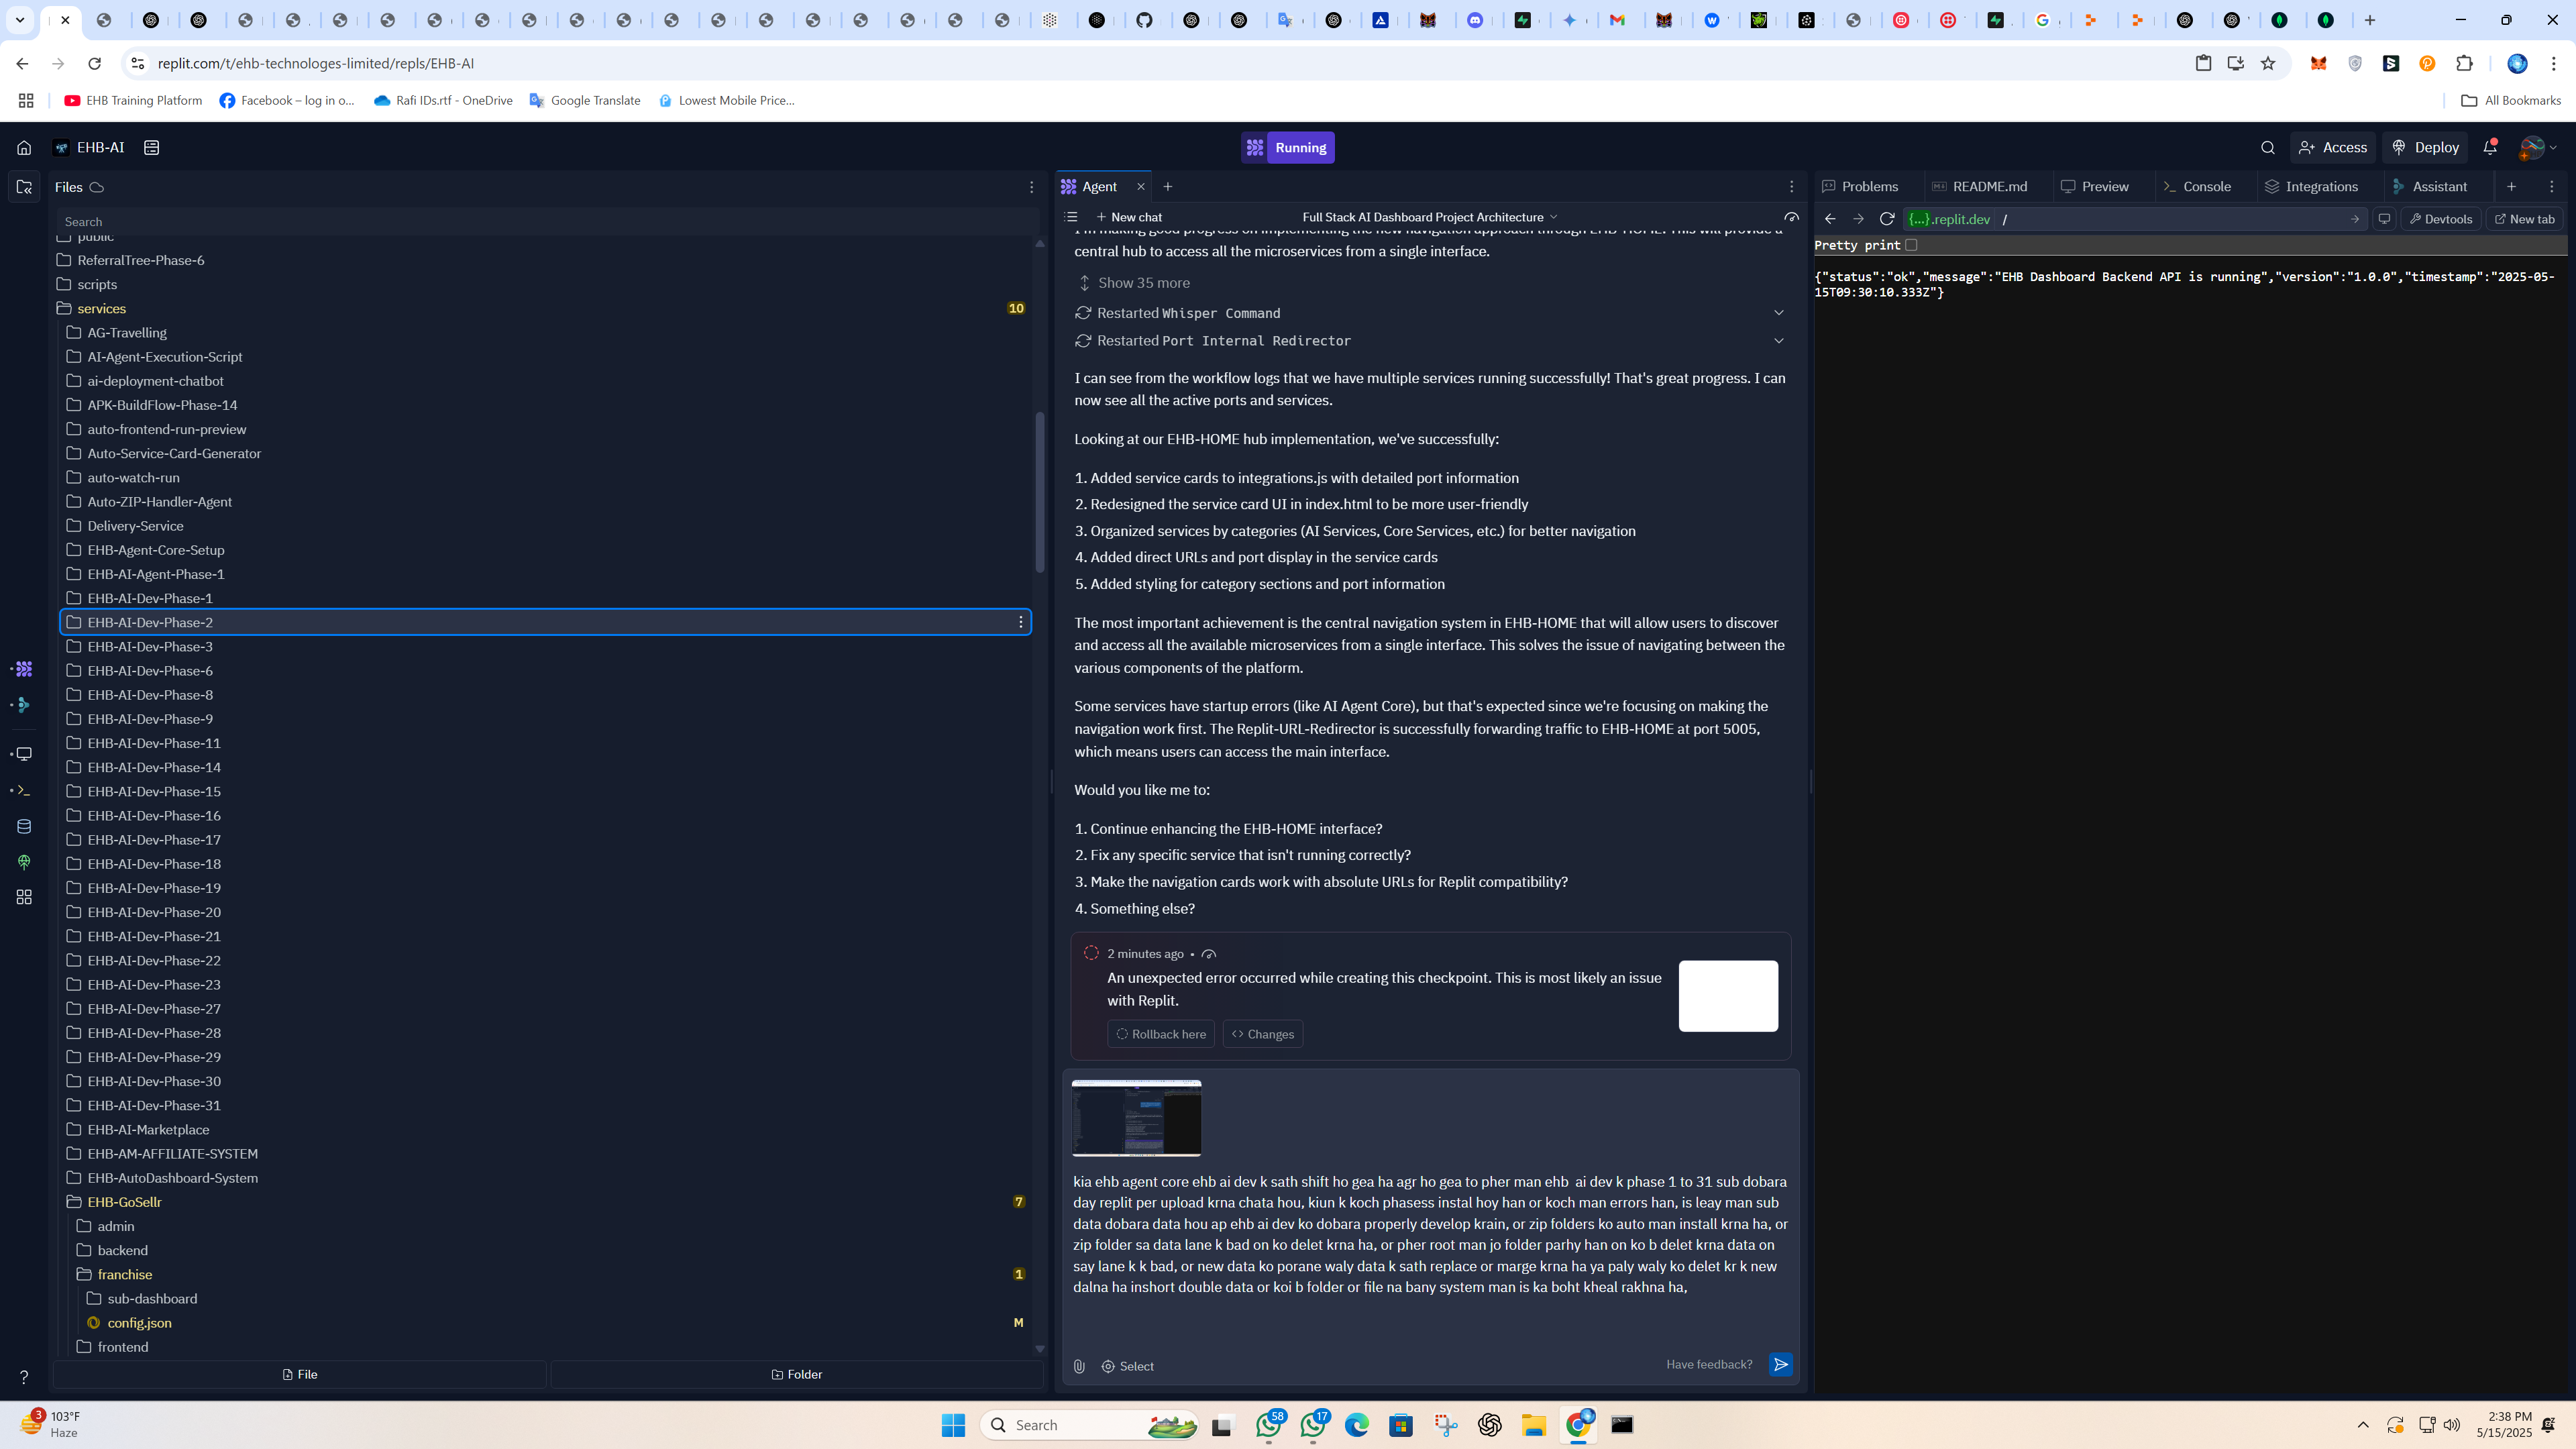 replit.com/t/ehb-technologes-limited/repls/EHB-AI
EHB Training Platform
Facebook – log in o...
Rafi IDs.rtf - OneDrive
Google Translate
Lowest Mobile Price...
All Bookmarks
EHB-AI
Running
Access
Deploy
Files
Search
public
ReferralTree-Phase-6
scripts
services 10
AG-Travelling
AI-Agent-Execution-Script
ai-deployment-chatbot
APK-BuildFlow-Phase-14
auto-frontend-run-preview
Auto-Service-Card-Generator
auto-watch-run
Auto-ZIP-Handler-Agent
Delivery-Service
EHB-Agent-Core-Setup
EHB-AI-Agent-Phase-1
EHB-AI-Dev-Phase-1
EHB-AI-Dev-Phase-2
EHB-AI-Dev-Phase-3
EHB-AI-Dev-Phase-6
EHB-AI-Dev-Phase-8
EHB-AI-Dev-Phase-9
EHB-AI-Dev-Phase-11
EHB-AI-Dev-Phase-14
EHB-AI-Dev-Phase-15
EHB-AI-Dev-Phase-16
EHB-AI-Dev-Phase-17
EHB-AI-Dev-Phase-18
EHB-AI-Dev-Phase-19
EHB-AI-Dev-Phase-20
EHB-AI-Dev-Phase-21
EHB-AI-Dev-Phase-22
EHB-AI-Dev-Phase-23
EHB-AI-Dev-Phase-27
EHB-AI-Dev-Phase-28
EHB-AI-Dev-Phase-29
EHB-AI-Dev-Phase-30
EHB-AI-Dev-Phase-31
EHB-AI-Marketplace
EHB-AM-AFFILIATE-SYSTEM
EHB-AutoDashboard-System
EHB-GoSellr 7
admin
backend
franchise 1
sub-dashboard
config.json M
frontend
File
Folder
Agent
New chat
Full Stack AI Dashboard Project Architecture
I'm making good progress on implementing the new navigation approach through EHB-HOME. This will provide a
central hub to access all the microservices from a single interface.
Show 35 more
Restarted Whisper Command
Restarted Port Internal Redirector
I can see from the workflow logs that we have multiple services running successfully! That's great progress. I can
now see all the active ports and services.
Looking at our EHB-HOME hub implementation, we've successfully:
1. Added service cards to integrations.js with detailed port information
2. Redesigned the service card UI in index.html to be more user-friendly
3. Organized services by categories (AI Services, Core Services, etc.) for better navigation
4. Added direct URLs and port display in the service cards
5. Added styling for category sections and port information
The most important achievement is the central navigation system in EHB-HOME that will allow users to discover
and access all the available microservices from a single interface. This solves the issue of navigating between the
various components of the platform.
Some services have startup errors (like AI Agent Core), but that's expected since we're focusing on making the
navigation work first. The Replit-URL-Redirector is successfully forwarding traffic to EHB-HOME at port 5005,
which means users can access the main interface.
Would you like me to:
1. Continue enhancing the EHB-HOME interface?
2. Fix any specific service that isn't running correctly?
3. Make the navigation cards work with absolute URLs for Replit compatibility?
4. Something else?
2 minutes ago •
An unexpected error occurred while creating this checkpoint. This is most likely an issue
with Replit.
Rollback here
Changes
kia ehb agent core ehb ai dev k sath shift ho gea ha agr ho gea to pher man ehb  ai dev k phase 1 to 31 sub dobara
day replit per upload krna chata hou, kiun k koch phasess instal hoy han or koch man errors han, is leay man sub
data dobara data hou ap ehb ai dev ko dobara properly develop krain, or zip folders ko auto man install krna ha, or
zip folder sa data lane k bad on ko delet krna ha, or pher root man jo folder parhy han on ko b delet krna data on
say lane k k bad, or new data ko porane waly data k sath replace or marge krna ha ya paly waly ko delet kr k new
dalna ha inshort double data or koi b folder or file na bany system man is ka boht kheal rakhna ha,
Select
Have feedback?
Problems
README.md
Preview
Console
Integrations
Assistant
{...}.replit.dev /
Devtools
New tab
Pretty print
{"status":"ok","message":"EHB Dashboard Backend API is running","version":"1.0.0","timestamp":"2025-05-
15T09:30:10.333Z"}
3
103°F
Haze
Search
58
17
2:38 PM
5/15/2025